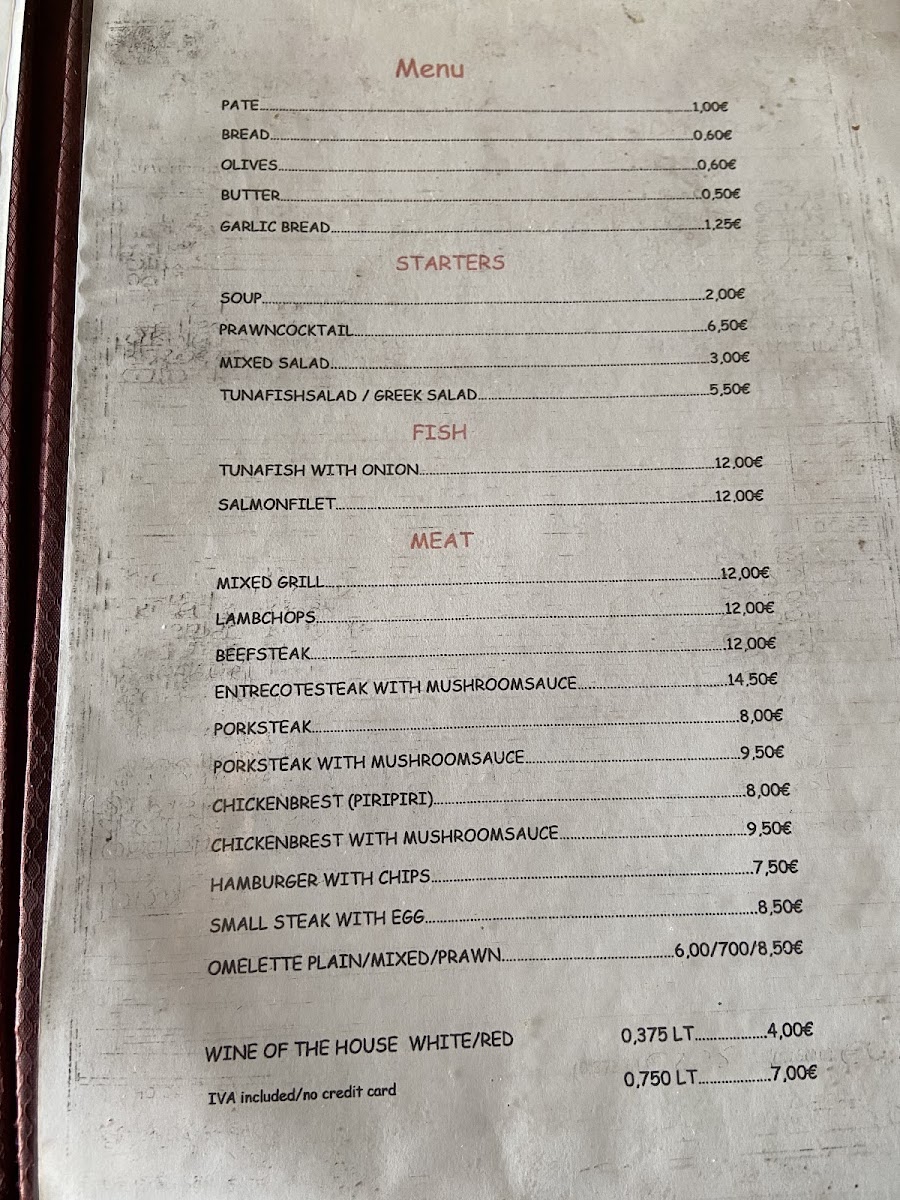 Menu
PATE.....1,00€
BREAD.....0,60€
OLIVES.....0,60€
BUTTER.....0,50€
GARLIC BREAD.....1,25€
STARTERS
SOUP.....2,00€
PRAWNCOCKTAIL.....6,50€
MIXED SALAD.....3,00€
TUNAFISHSALAD / GREEK SALAD.....5,50€
FISH
TUNAFISH WITH ONION.....12,00€
SALMONFILET.....12,00€
MEAT
MIXED GRILL.....12,00€
LAMBCHOPS.....12,00€
BEEFSTEAK.....12,00€
ENTRECOTESTEAK WITH MUSHROOMSAUCE.....14,50€
PORKSTEAK.....8,00€
PORKSTEAK WITH MUSHROOMSAUCE.....9,50€
CHICKENBREST (PIRIPIRI).....8,00€
CHICKENBREST WITH MUSHROOMSAUCE.....9,50€
HAMBURGER WITH CHIPS.....7,50€
SMALL STEAK WITH EGG.....8,50€
OMELETTE PLAIN/MIXED/PRAWN.....6,00/700/8,50€
WINE OF THE HOUSE WHITE/RED 0,375 LT.....4,00€
0,750 LT.....7,00€
IVA included/no credit card